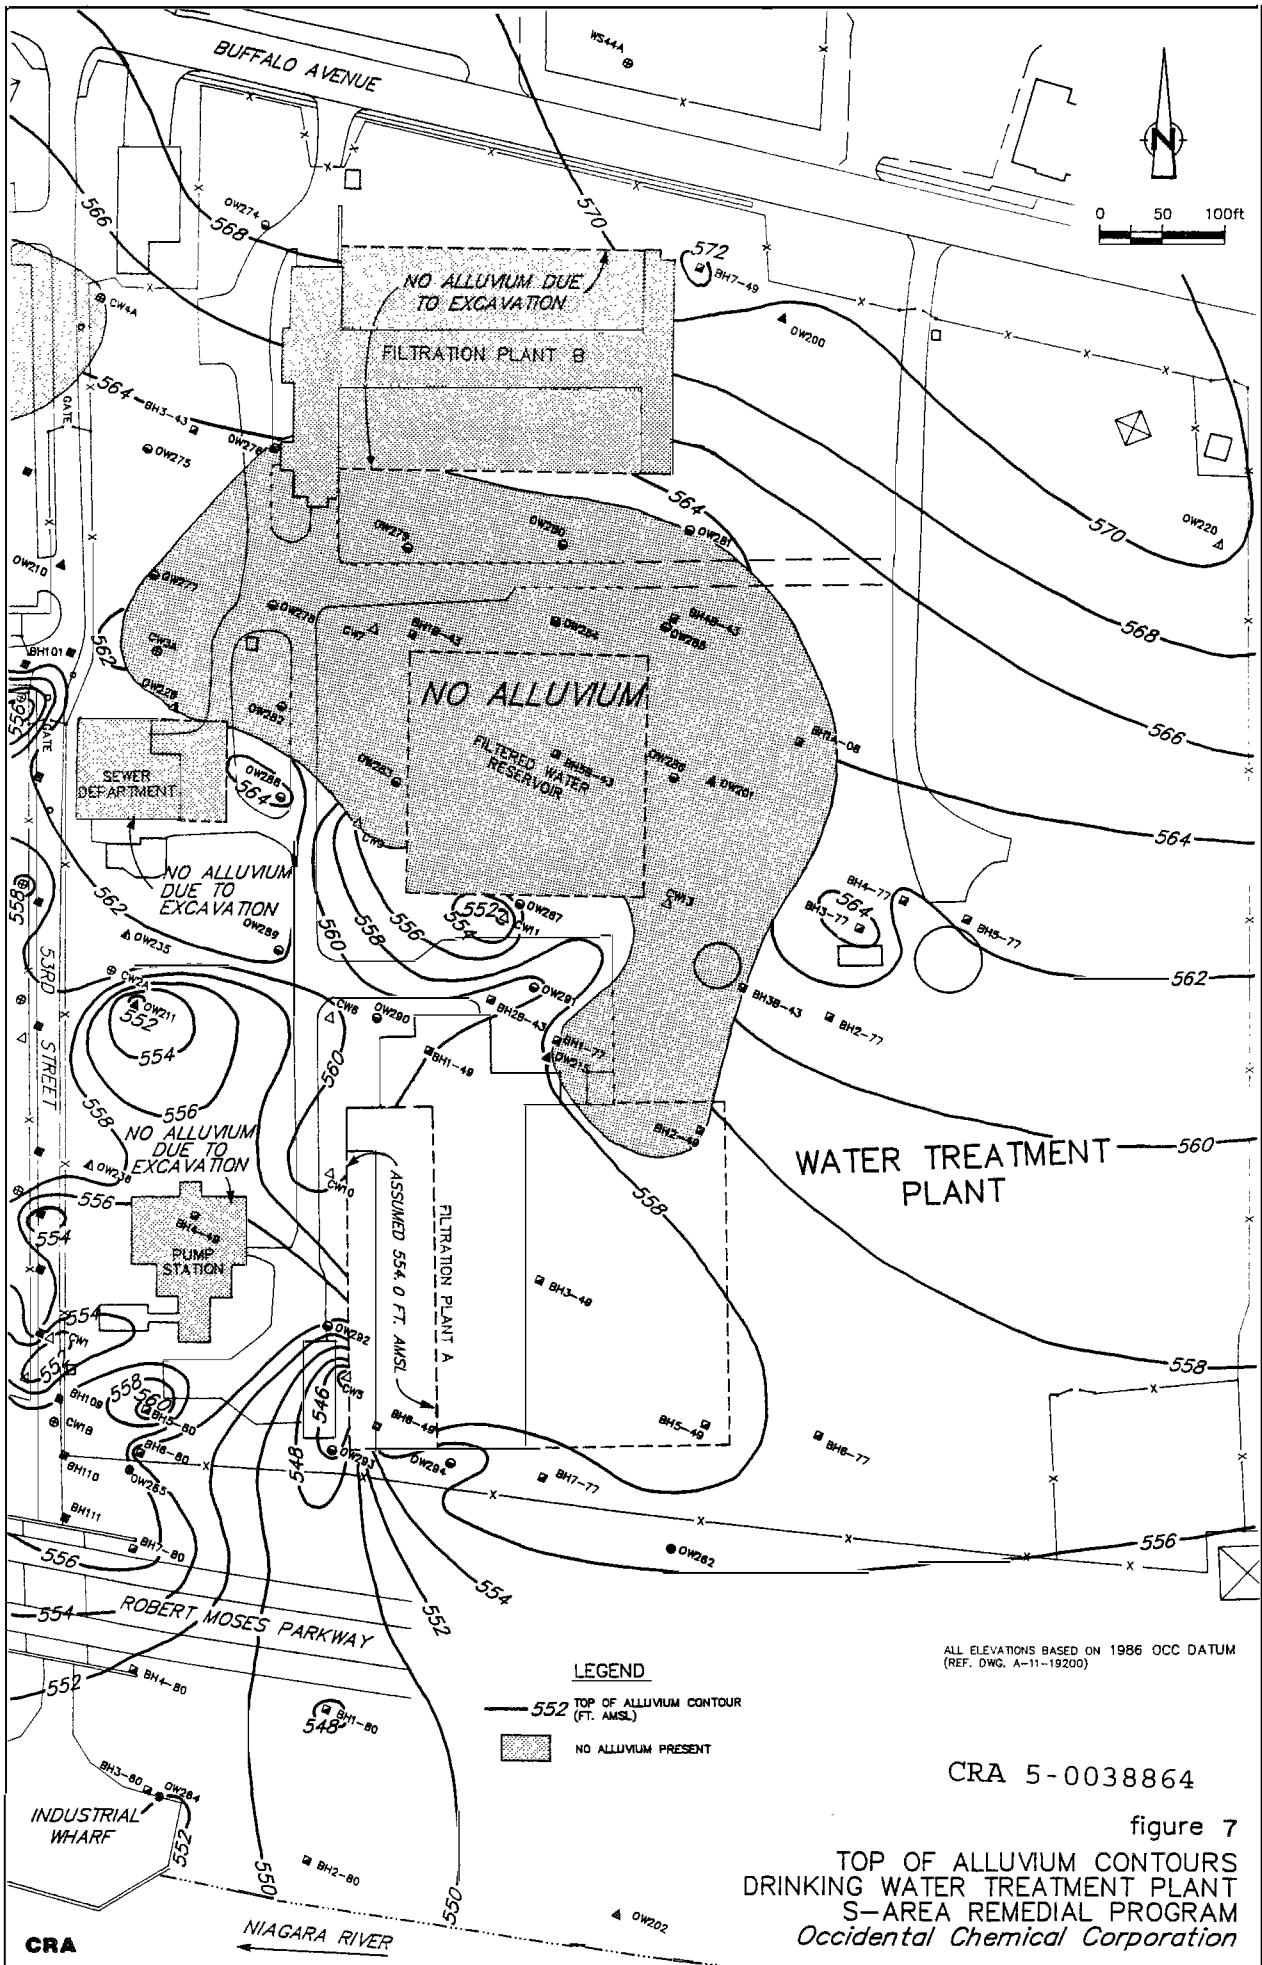 WS44A
BUFFALO AVENUE
N
0 50 100ft
566
OW274
568
570
572
BH7-49
NO ALLUVIUM DUE
TO EXCAVATION
CW4A
OW200
FILTRATION PLANT B
564
GATE
BH3-43
OW276
OW275
564
OW279
OW280
OW281
570
OW220
OW210
OW277
OW278
CW7
BH1B-43
OW284
BH4B-43
OW285
568
BH101
562
CW3A
OW228
OW282
NO ALLUVIUM
566
556
GATE
SEWER
DEPARTMENT
OW288
564
OW283
FILTERED WATER
RESERVOIR
BH5B-43
OW286
OW201
BH1A-08
564
CW9
NO ALLUVIUM
DUE TO
EXCAVATION
558
562
OW235
OW289
560
558
556
552
554
OW287
CW11
CW13
BH4-77
564
BH3-77
BH5-77
562
53RD
STREET
CW2A
OW211
552
554
556
558
CW6
OW290
560
BH1-49
BH2B-43
OW291
BH1-77
OW215
BH3B-43
BH2-77
BH2-49
560
NO ALLUVIUM
DUE TO
EXCAVATION
OW236
556
554
BH4-49
PUMP
STATION
CW10
ASSUMED 554.0 FT. AMSL
FILTRATION PLANT A
558
WATER TREATMENT
PLANT
BH3-49
554
CW1
552
OW292
558
558
560
BH109
BH5-80
CW18
BH6-80
BH110
OW265
BH111
546
CW5
548
OW293
BH6-49
OW294
BH5-49
BH6-77
BH7-77
BH7-80
556
OW262
556
554
552
554
ROBERT MOSES PARKWAY
ALL ELEVATIONS BASED ON 1986 OCC DATUM
(REF. DWG. A-11-19200)
552
BH4-80
BH1-80
548
LEGEND
552 TOP OF ALLUVIUM CONTOUR
(FT. AMSL)
NO ALLUVIUM PRESENT
BH3-80
OW264
INDUSTRIAL
WHARF
552
550
BH2-80
550
OW202
NIAGARA RIVER
CRA
CRA 5-0038864
figure 7
TOP OF ALLUVIUM CONTOURS
DRINKING WATER TREATMENT PLANT
S-AREA REMEDIAL PROGRAM
Occidental Chemical Corporation